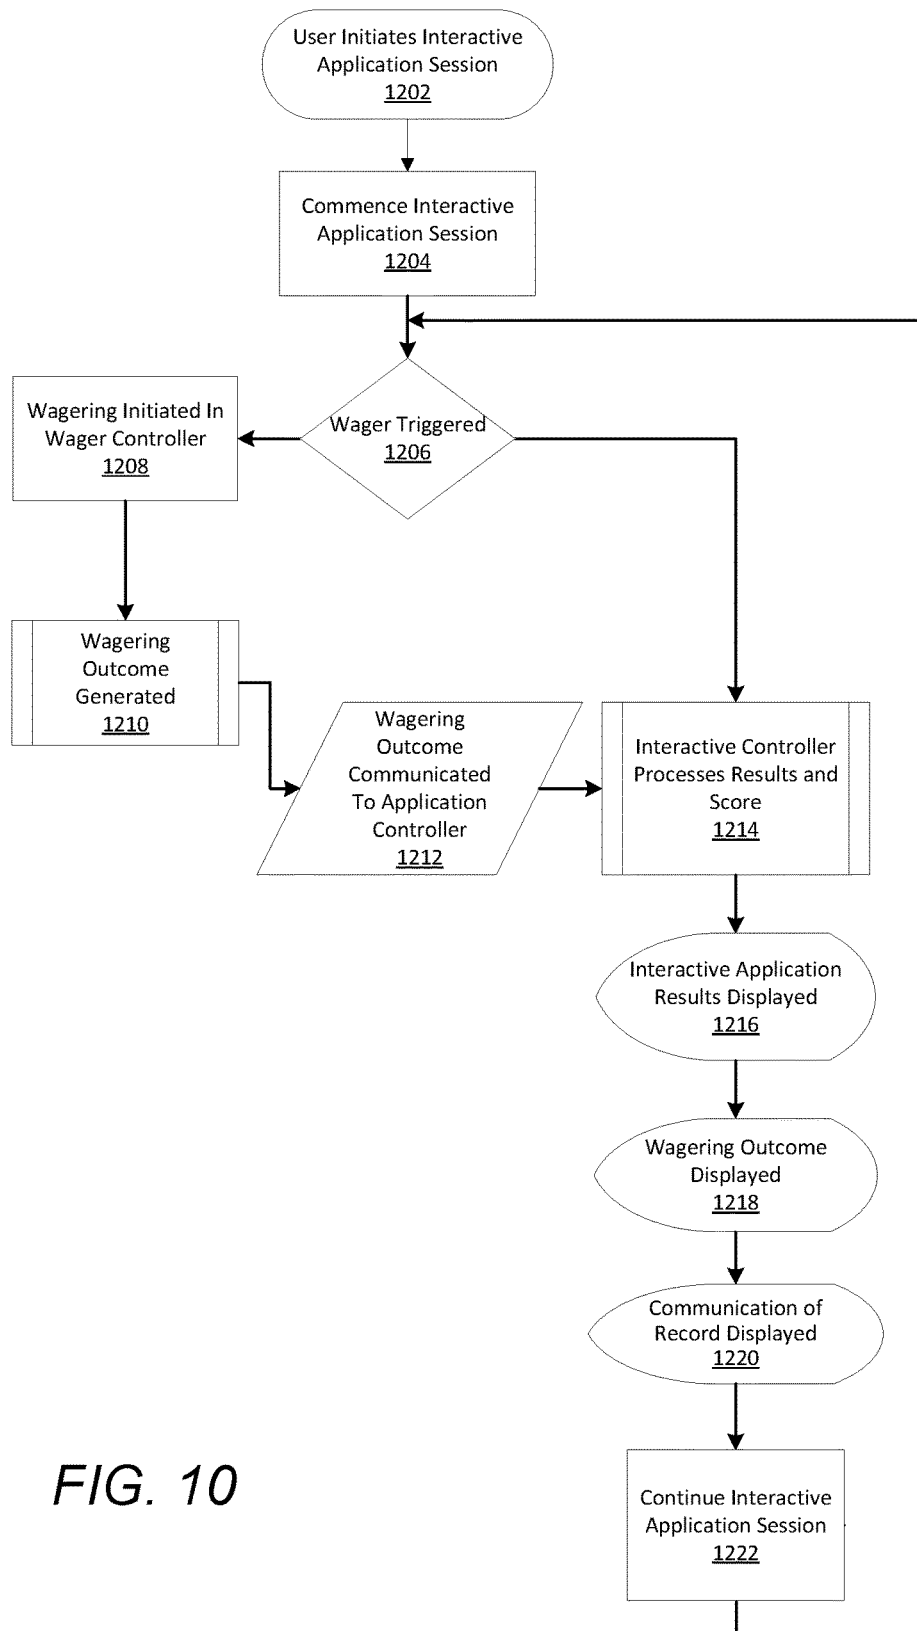 User Initiates Interactive
Application Session
1202
Commence Interactive
Application Session
1204
Wager Triggered
1206
Wagering Initiated In
Wager Controller
1208
Wagering
Outcome
Generated
1210
Wagering
Outcome
Communicated
To Application
Controller
1212
Interactive Controller
Processes Results and
Score
1214
Interactive Application
Results Displayed
1216
Wagering Outcome
Displayed
1218
Communication of
Record Displayed
1220
Continue Interactive
Application Session
1222
FIG. 10